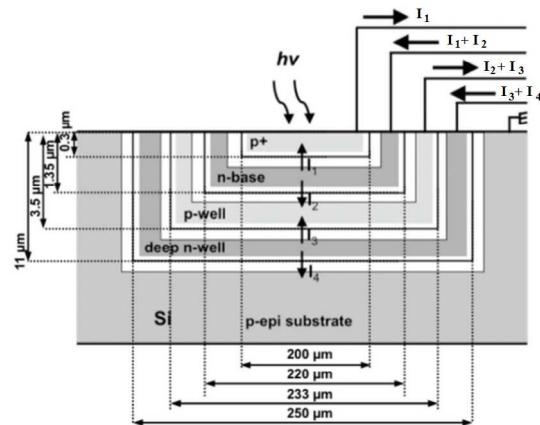 I1
I1+ I2
hν
I2+ I3
I3+ I4
E
p+
0.3 μm
I1
n-base
1.35 μm
I2
p-well
3.5 μm
I3
deep n-well
11 μm
I4
Si
p-epi substrate
200 μm
220 μm
233 μm
250 μm